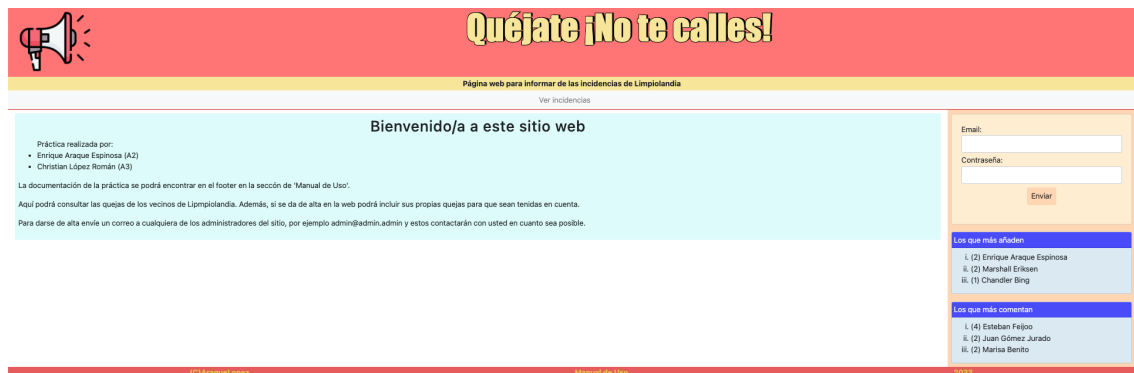 Quéjate ¡No te calles!
Página web para informar de las incidencias de Limpiolandia
Ver incidencias
Bienvenido/a a este sitio web
Práctica realizada por:
• Enrique Araque Espinosa (A2)
• Christian López Román (A3)
La documentación de la práctica se podrá encontrar en el footer en la seccón de 'Manual de Uso'.
Aquí podrá consultar las quejas de los vecinos de Lipmpiolandia. Además, si se da de alta en la web podrá incluir sus propias quejas para que sean tenidas en cuenta.
Para darse de alta envíe un correo a cualquiera de los administradores del sitio, por ejemplo admin@admin.admin y estos contactarán con usted en cuanto sea posible.
Email:
Contraseña:
Enviar
Los que más añaden
i. (2) Enrique Araque Espinosa
ii. (2) Marshall Eriksen
iii. (1) Chandler Bing
Los que más comentan
i. (4) Esteban Feijoo
ii. (2) Juan Gómez Jurado
iii. (2) Marisa Benito
Manual de Uso
2023